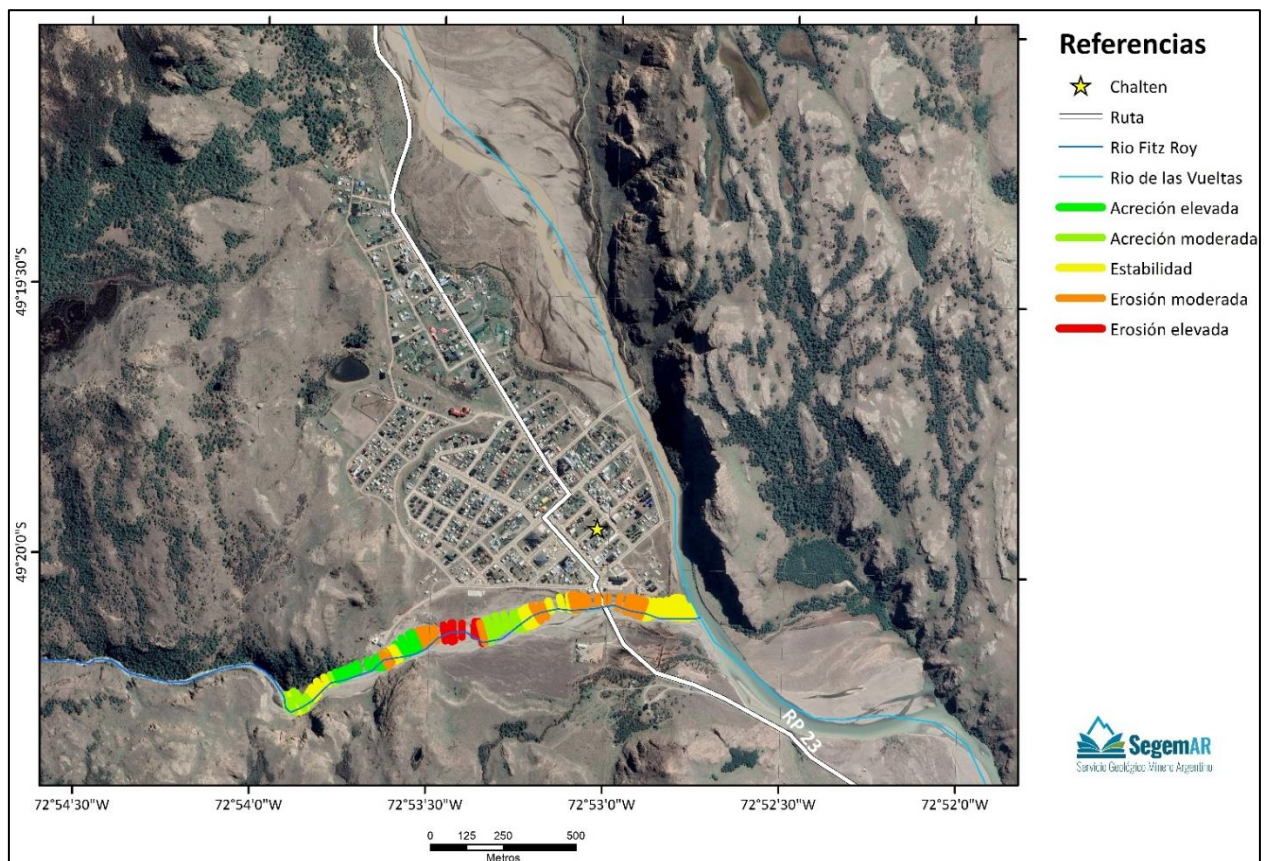 Referencias
Chalten
Ruta
Rio Fitz Roy
Rio de las Vueltas
Acreción elevada
Acreción moderada
Estabilidad
Erosión moderada
Erosión elevada
49°19'30"S
49°20'0"S
RP 23
SegemAR
Servicio Geológico Minero Argentino
72°54'30"W 72°54'0"W 72°53'30"W 72°53'0"W 72°52'30"W 72°52'0"W
0 125 250 500
Metros